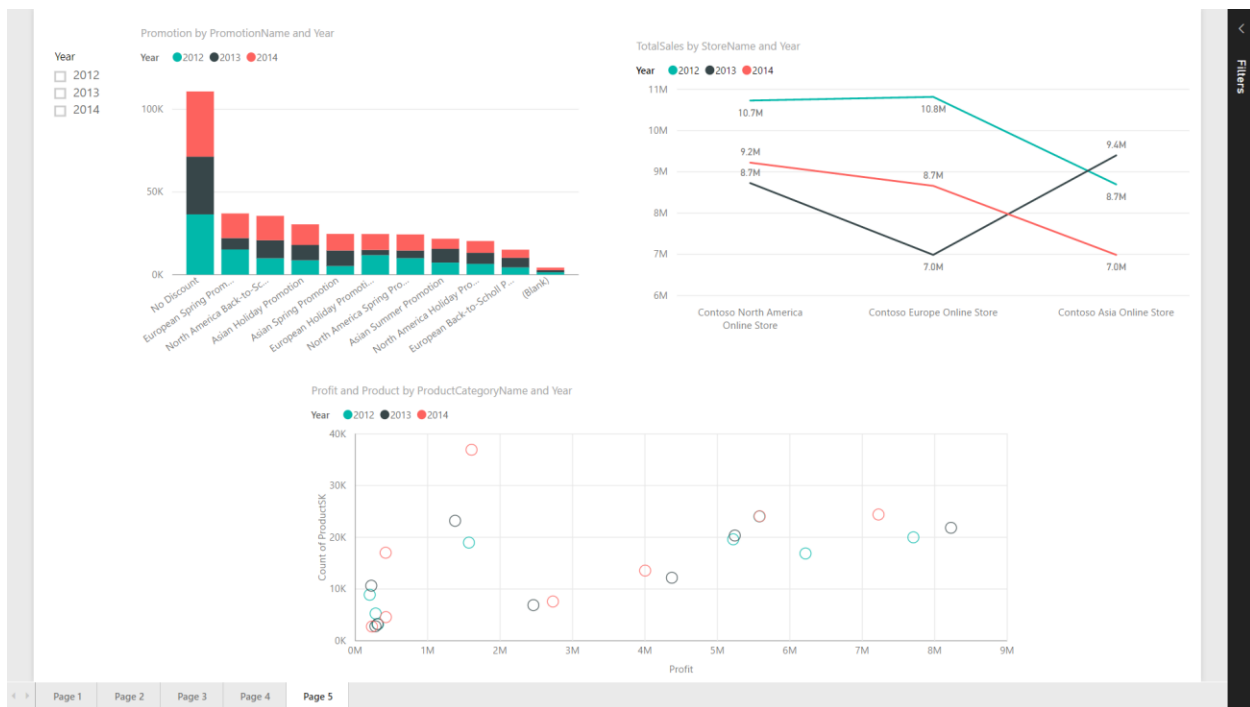 Promotion by PromotionName and Year
Year 2012 2013 2014
100K
50K
0K
No Discount
European Spring Prom...
North America Back-to-Sc...
Asian Holiday Promotion
Asian Spring Promotion
European Holiday Promoti...
North America Spring Pro...
Asian Summer Promotion
North America Holiday Pro...
European Back-to-Scholl P...
(Blank)
Year
2012
2013
2014
TotalSales by StoreName and Year
Year 2012 2013 2014
11M
10M
9M
8M
7M
6M
10.7M
10.8M
9.4M
9.2M
8.7M
8.7M
8.7M
7.0M
7.0M
Contoso North America
Online Store
Contoso Europe Online Store
Contoso Asia Online Store
Filters
Profit and Product by ProductCategoryName and Year
Year 2012 2013 2014
Count of ProductSK
40K
30K
20K
10K
0K
0M 1M 2M 3M 4M 5M 6M 7M 8M 9M
Profit
Page 1 Page 2 Page 3 Page 4 Page 5